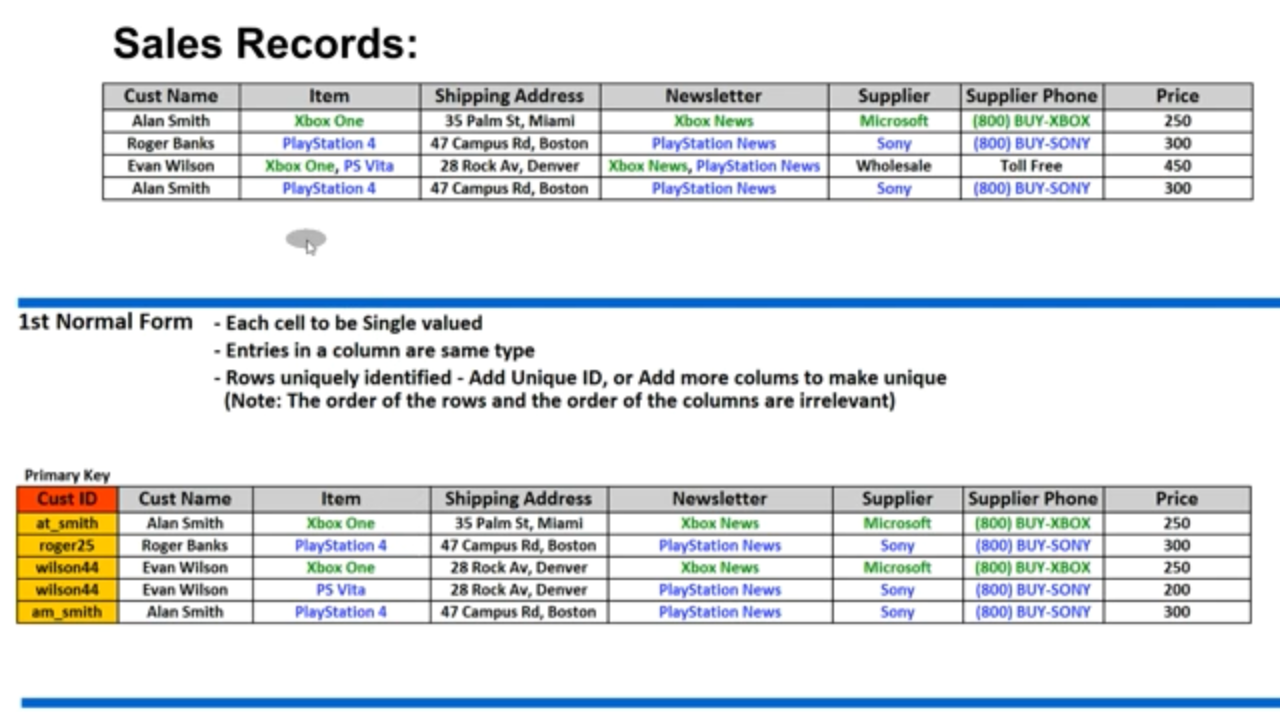 Sales Records:
Cust Name Item Shipping Address Newsletter Supplier Supplier Phone Price
Alan Smith Xbox One 35 Palm St, Miami Xbox News Microsoft (800) BUY-XBOX 250
Roger Banks PlayStation 4 47 Campus Rd, Boston PlayStation News Sony (800) BUY-SONY 300
Evan Wilson Xbox One, PS Vita 28 Rock Av, Denver Xbox News, PlayStation News Wholesale Toll Free 450
Alan Smith PlayStation 4 47 Campus Rd, Boston PlayStation News Sony (800) BUY-SONY 300
1st Normal Form - Each cell to be Single valued
- Entries in a column are same type
- Rows uniquely identified - Add Unique ID, or Add more colums to make unique
(Note: The order of the rows and the order of the columns are irrelevant)
Primary Key
Cust ID Cust Name Item Shipping Address Newsletter Supplier Supplier Phone Price
at_smith Alan Smith Xbox One 35 Palm St, Miami Xbox News Microsoft (800) BUY-XBOX 250
roger25 Roger Banks PlayStation 4 47 Campus Rd, Boston PlayStation News Sony (800) BUY-SONY 300
wilson44 Evan Wilson Xbox One 28 Rock Av, Denver Xbox News Microsoft (800) BUY-XBOX 250
wilson44 Evan Wilson PS Vita 28 Rock Av, Denver PlayStation News Sony (800) BUY-SONY 200
am_smith Alan Smith PlayStation 4 47 Campus Rd, Boston PlayStation News Sony (800) BUY-SONY 300